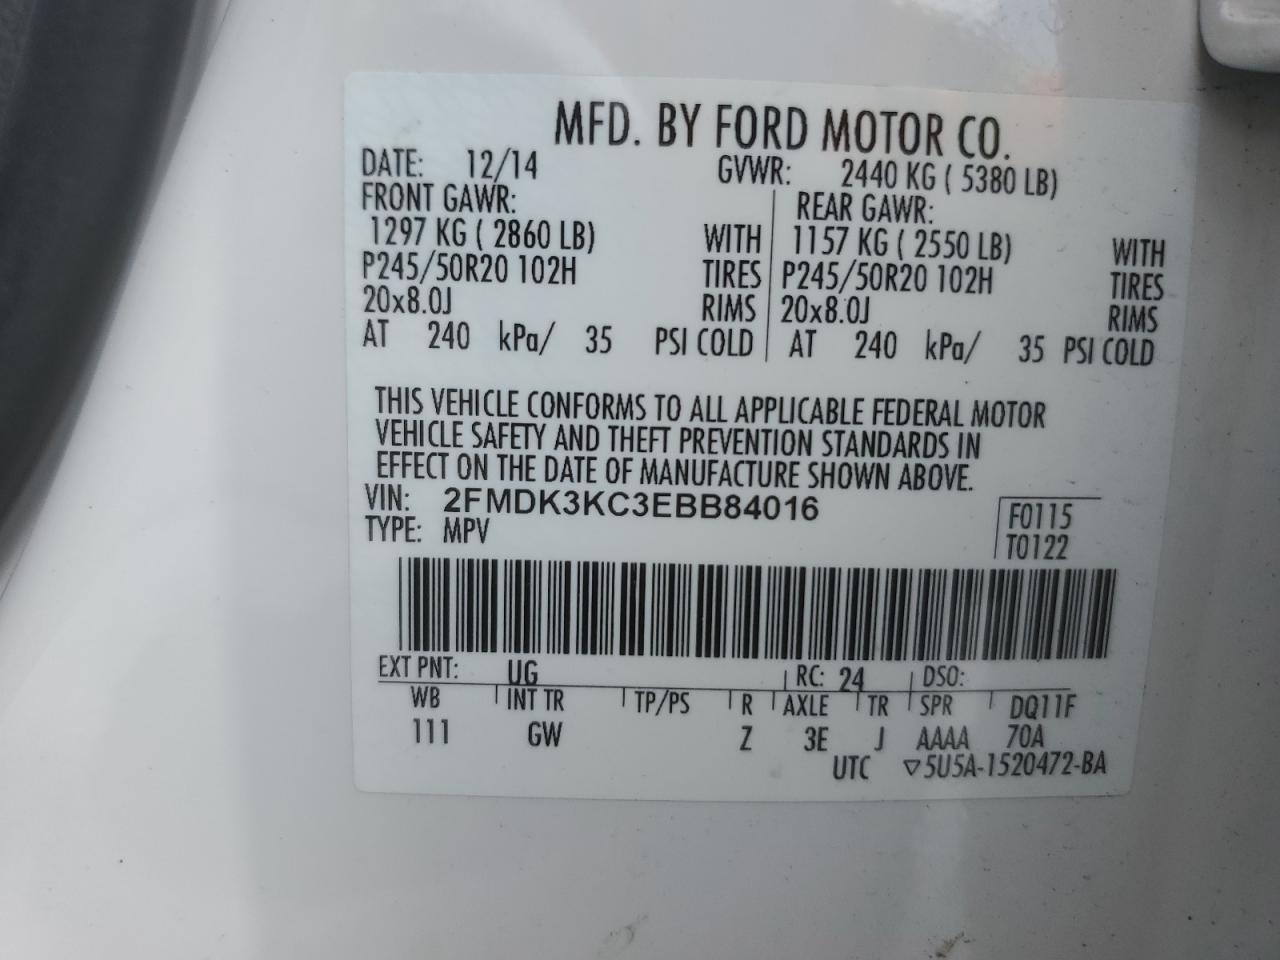 MFD. BY FORD MOTOR CO.
DATE: 12/14 GVWR: 2440 KG ( 5380 LB)
FRONT GAWR: REAR GAWR:
1297 KG ( 2860 LB) WITH 1157 KG ( 2550 LB) WITH
P245/50R20 102H TIRES P245/50R20 102H TIRES
20x8.0J RIMS 20x8.0J RIMS
AT 240 kPa/ 35 PSI COLD AT 240 kPa/ 35 PSI COLD
THIS VEHICLE CONFORMS TO ALL APPLICABLE FEDERAL MOTOR
VEHICLE SAFETY AND THEFT PREVENTION STANDARDS IN
EFFECT ON THE DATE OF MANUFACTURE SHOWN ABOVE.
VIN: 2FMDK3KC3EBB84016 F0115
TYPE: MPV T0122
EXT PNT: UG RC: 24 DSO:
WB INT TR TP/PS R AXLE TR SPR DQ11F
111 GW Z 3E J AAAA 70A
UTC ▽5U5A-1520472-BA